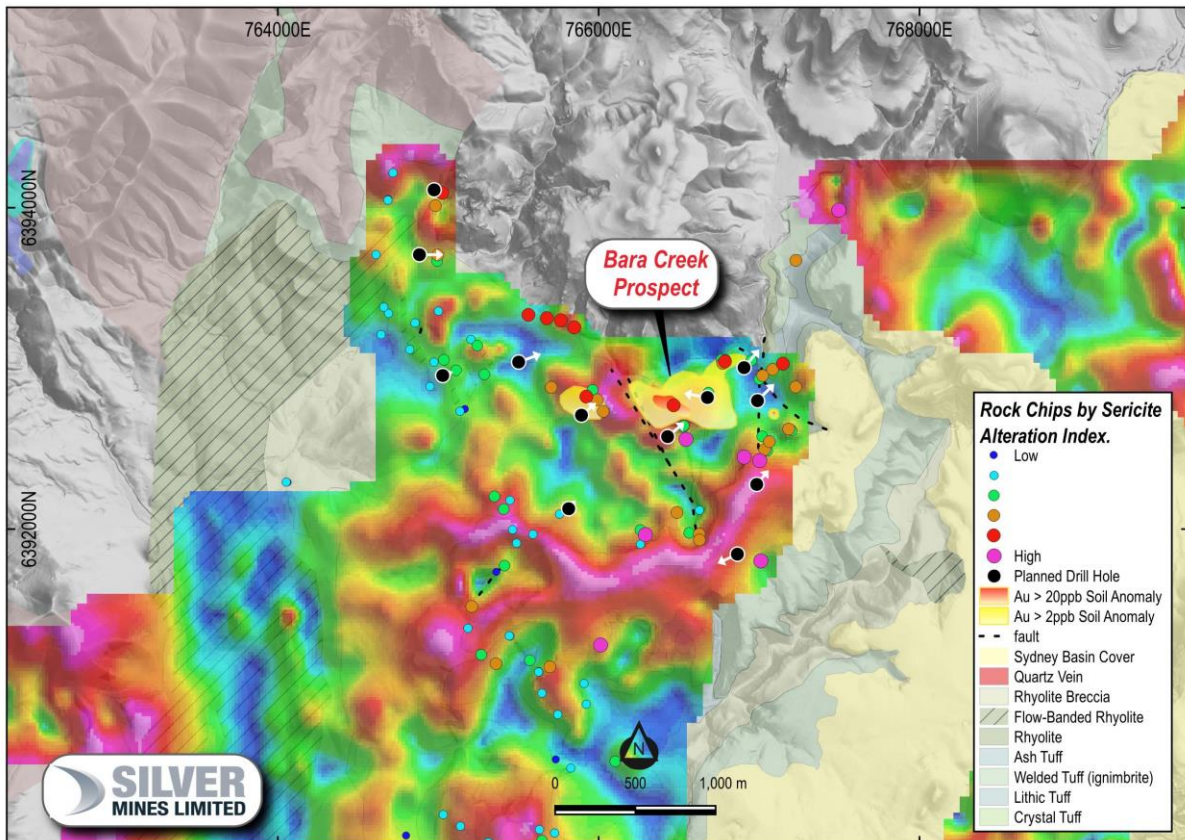 764000E
766000E
768000E
6394000N
6392000N
Bara Creek
Prospect
Rock Chips by Sericite
Alteration Index.
Low
High
Planned Drill Hole
Au > 20ppb Soil Anomaly
Au > 2ppb Soil Anomaly
fault
Sydney Basin Cover
Quartz Vein
Rhyolite Breccia
Flow-Banded Rhyolite
Rhyolite
Ash Tuff
Welded Tuff (ignimbrite)
Lithic Tuff
Crystal Tuff
N
0 500 1,000 m
SILVER
MINES LIMITED